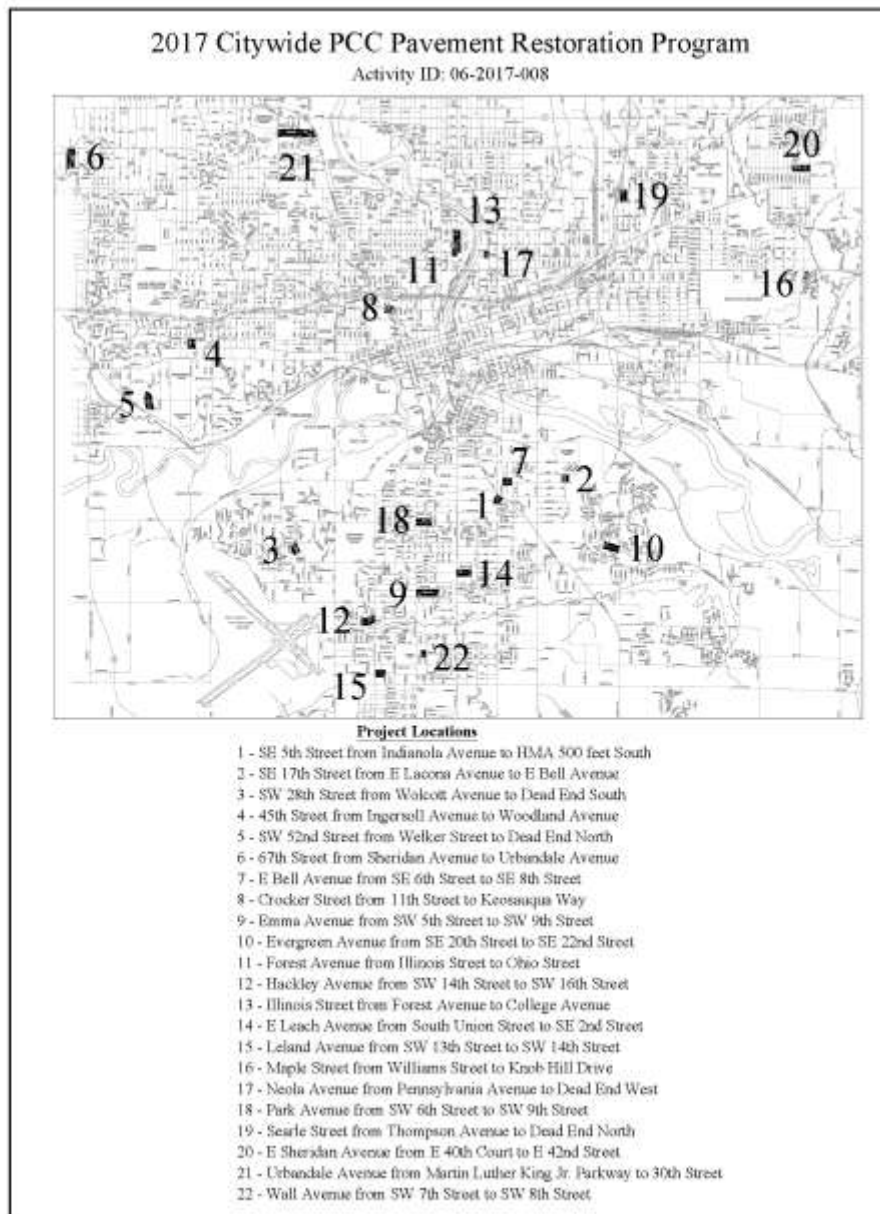 2017 Citywide PCC Pavement Restoration Program
Activity ID: 06-2017-008
6
21
20
19
13
11
17
16
8
4
5
7
2
1
18
3
10
14
9
12
22
15
Project Locations
1 - SE 5th Street from Indianola Avenue to HMA 500 feet South
2 - SE 17th Street from E Lacona Avenue to E Bell Avenue
3 - SW 28th Street from Wolcott Avenue to Dead End South
4 - 45th Street from Ingersoll Avenue to Woodland Avenue
5 - SW 52nd Street from Welker Street to Dead End North
6 - 67th Street from Sheridan Avenue to Urbandale Avenue
7 - E Bell Avenue from SE 6th Street to SE 8th Street
8 - Crocker Street from 11th Street to Keosauqua Way
9 - Emma Avenue from SW 5th Street to SW 9th Street
10 - Evergreen Avenue from SE 20th Street to SE 22nd Street
11 - Forest Avenue from Illinois Street to Ohio Street
12 - Hackley Avenue from SW 14th Street to SW 16th Street
13 - Illinois Street from Forest Avenue to College Avenue
14 - E Leach Avenue from South Union Street to SE 2nd Street
15 - Leland Avenue from SW 13th Street to SW 14th Street
16 - Maple Street from Williams Street to Knob Hill Drive
17 - Neola Avenue from Pennsylvania Avenue to Dead End West
18 - Park Avenue from SW 6th Street to SW 9th Street
19 - Searle Street from Thompson Avenue to Dead End North
20 - E Sheridan Avenue from E 40th Court to E 42nd Street
21 - Urbandale Avenue from Martin Luther King Jr. Parkway to 30th Street
22 - Wall Avenue from SW 7th Street to SW 8th Street